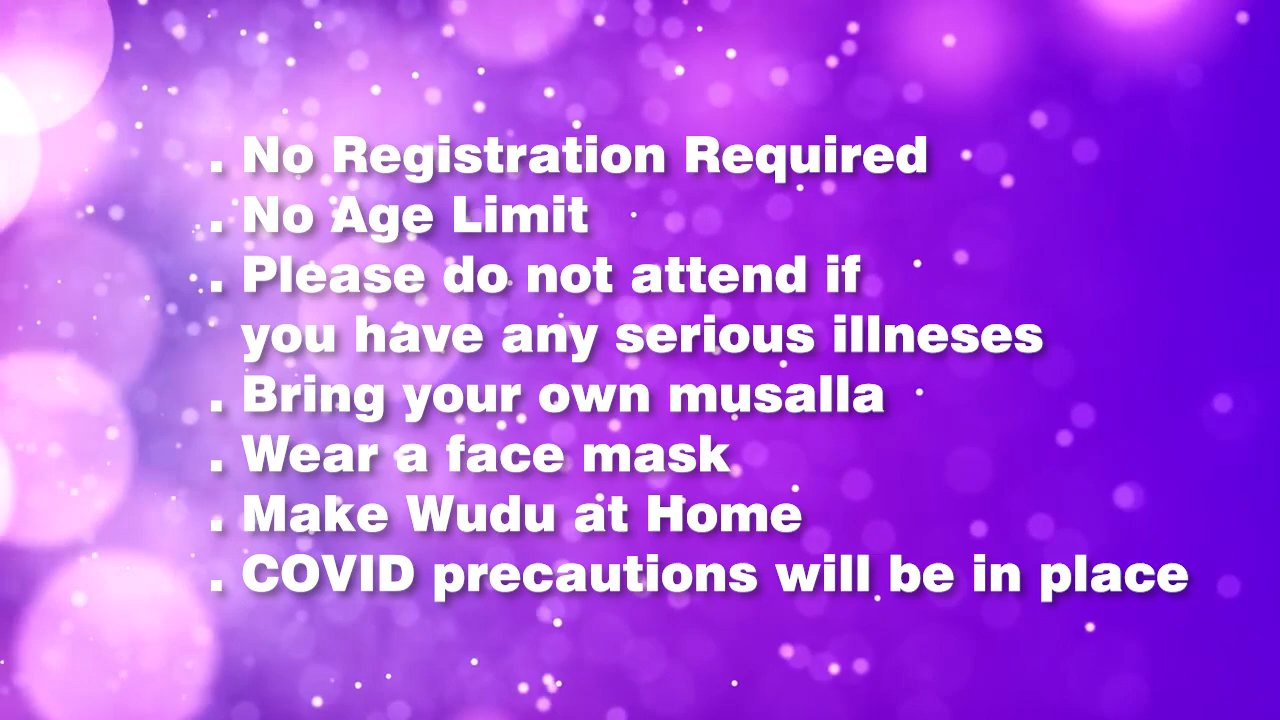 . No Registration Required
. No Age Limit
. Please do not attend if
you have any serious illneses
. Bring your own musalla
. Wear a face mask
. Make Wudu at Home
. COVID precautions will be in place